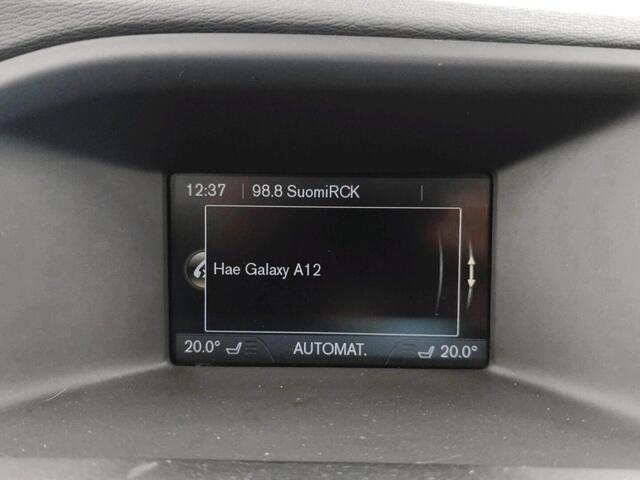 12:37 98.8 SuomiRCK
Hae Galaxy A12
20.0° AUTOMAT. 20.0°